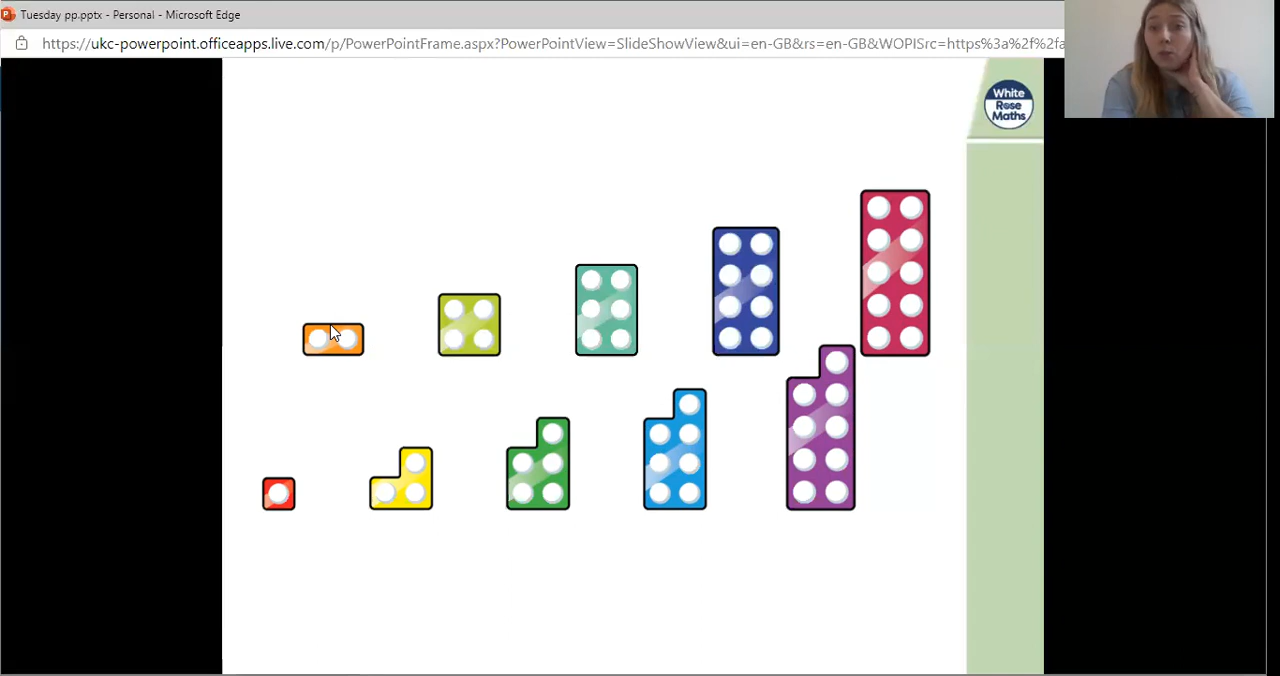 Tuesday pp.pptx - Personal - Microsoft Edge
https://ukc-powerpoint.officeapps.live.com/p/PowerPointFrame.aspx?PowerPointView=SlideShowView&ui=en-GB&rs=en-GB&WOPISrc=https%3a%2f%2fa
White
Rose
Maths